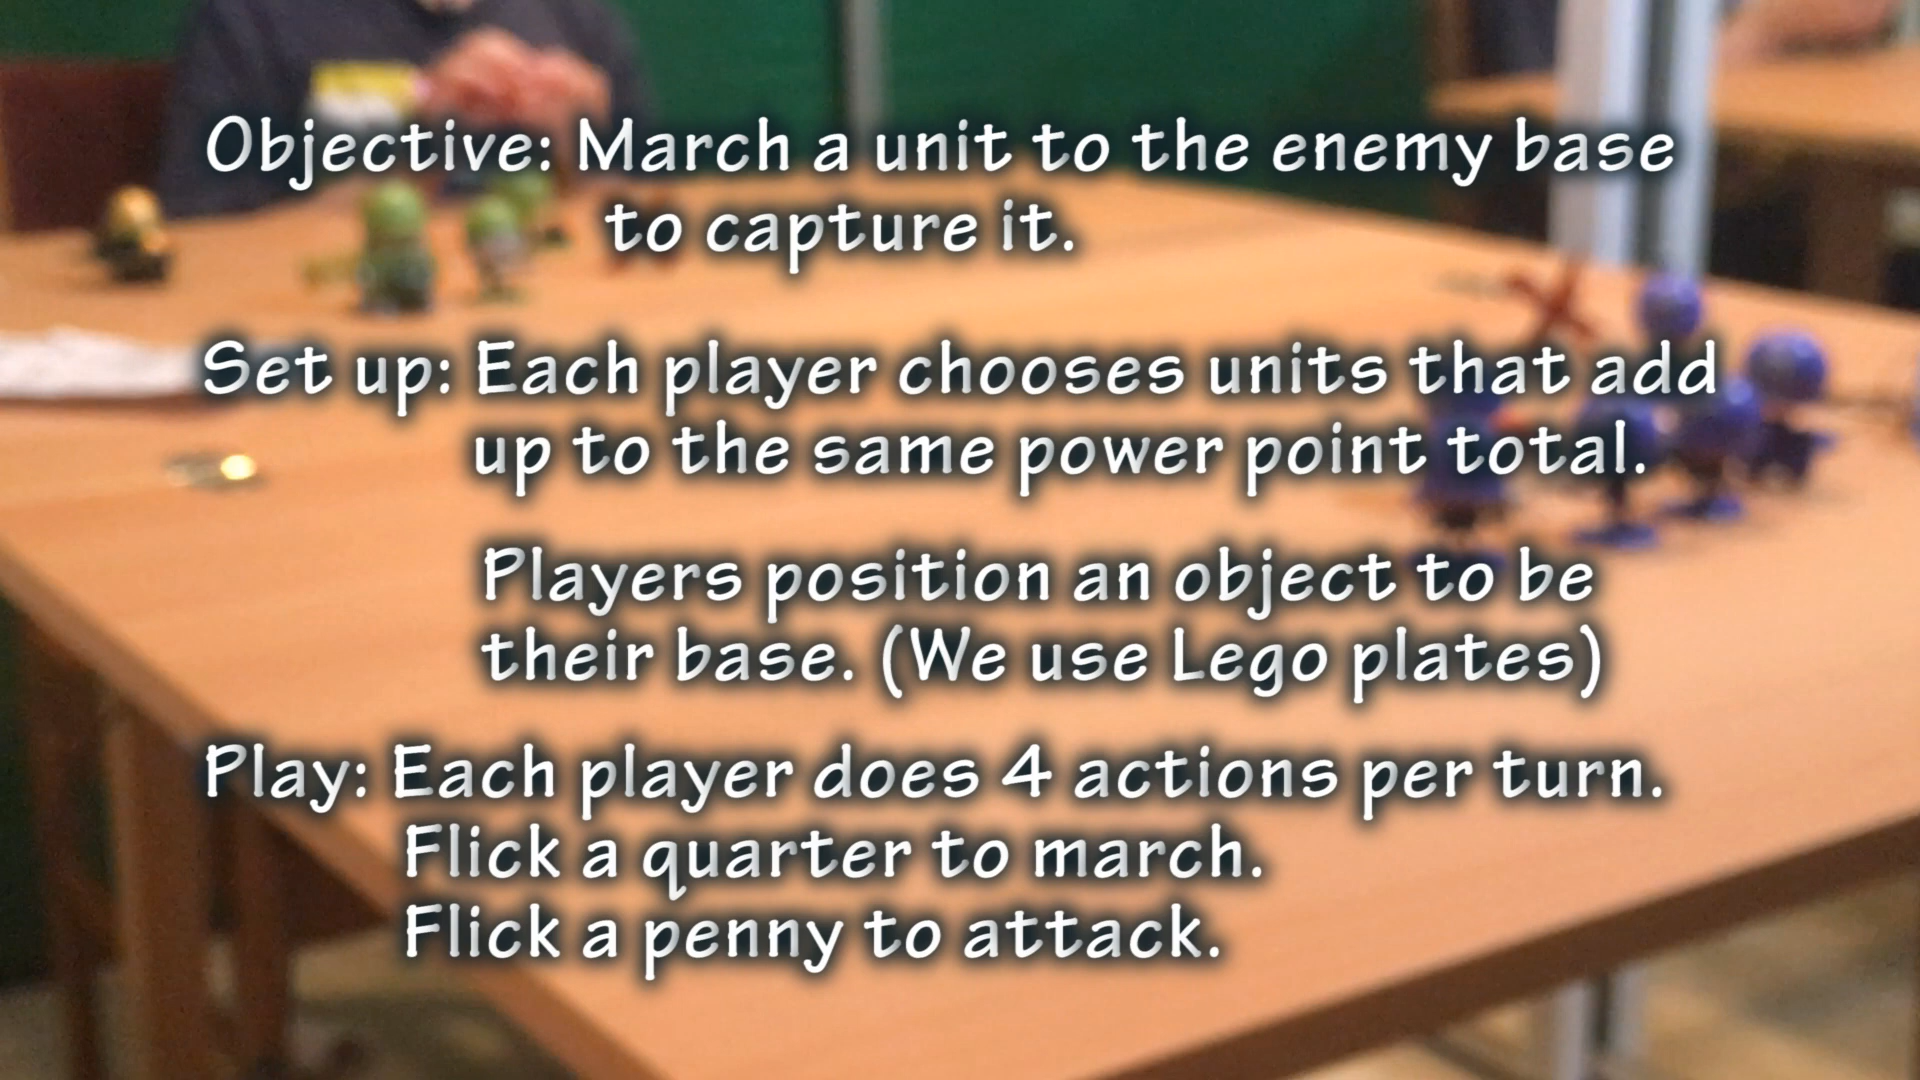 Objective: March a unit to the enemy base
to capture it.
Set up: Each player chooses units that add
up to the same power point total.
Players position an object to be
their base. (We use Lego plates)
Play: Each player does 4 actions per turn.
Flick a quarter to march.
Flick a penny to attack.